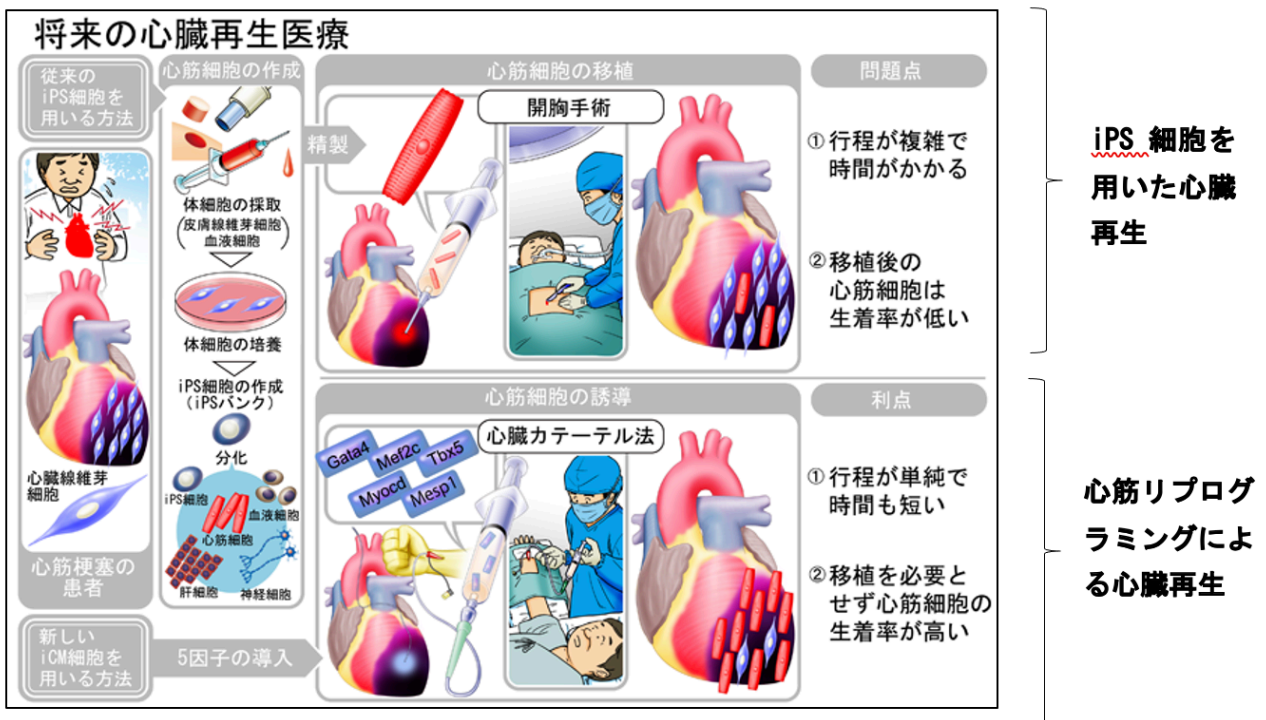 将来の心臓再生医療
従来の
iPS細胞を
用いる方法
心筋細胞の作成
体細胞の採取
(皮膚線維芽細胞
血液細胞)
体細胞の培養
iPS細胞の作成
(iPSバンク)
分化
iPS細胞
血液細胞
心筋細胞
肝細胞
神経細胞
心臓線維芽
細胞
心筋梗塞の
患者
精製
心筋細胞の移植
開胸手術
問題点
① 行程が複雑で
時間がかかる
② 移植後の
心筋細胞は
生着率が低い
新しい
iCM細胞を
用いる方法
5因子の導入
心筋細胞の誘導
Gata4
Mef2c
Tbx5
Myocd
Mesp1
心臓カテーテル法
利点
① 行程が単純で
時間も短い
② 移植を必要と
せず心筋細胞の
生着率が高い
iPS 細胞を
用いた心臓
再生
心筋リプログ
ラミングによ
る心臓再生